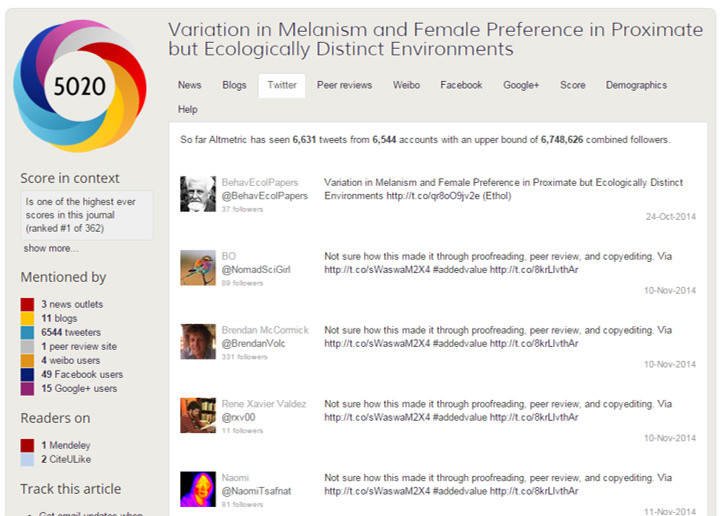 Variation in Melanism and Female Preference in Proximate
but Ecologically Distinct Environments
5020
News Blogs Twitter Peer reviews Weibo Facebook Google+ Score Demographics
Help
So far Altmetric has seen 6,631 tweets from 6,544 accounts with an upper bound of 6,748,626 combined followers.
Score in context
Is one of the highest ever
scores in this journal
(ranked #1 of 362)
show more...
Mentioned by
3 news outlets
11 blogs
6544 tweeters
1 peer review site
4 weibo users
49 Facebook users
15 Google+ users
Readers on
1 Mendeley
2 CiteULike
Track this article
Get email updates when
BehavEcolPapers
@BehavEcolPapers
37 followers
Variation in Melanism and Female Preference in Proximate but Ecologically Distinct
Environments http://t.co/qr8oO9jv2e (Ethol)
24-Oct-2014
BO
@NomadSciGirl
89 followers
Not sure how this made it through proofreading, peer review, and copyediting. Via
http://t.co/sWaswaM2X4 #addedvalue http://t.co/8krLIvthAr
10-Nov-2014
Brendan McCormick
@BrendanVolc
331 followers
Not sure how this made it through proofreading, peer review, and copyediting. Via
http://t.co/sWaswaM2X4 #addedvalue http://t.co/8krLIvthAr
10-Nov-2014
Rene Xavier Valdez
@rxv00
11 followers
Not sure how this made it through proofreading, peer review, and copyediting. Via
http://t.co/sWaswaM2X4 #addedvalue http://t.co/8krLIvthAr
10-Nov-2014
Naomi
@NaomiTsafnat
81 followers
Not sure how this made it through proofreading, peer review, and copyediting. Via
http://t.co/sWaswaM2X4 #addedvalue http://t.co/8krLIvthAr
11-Nov-2014